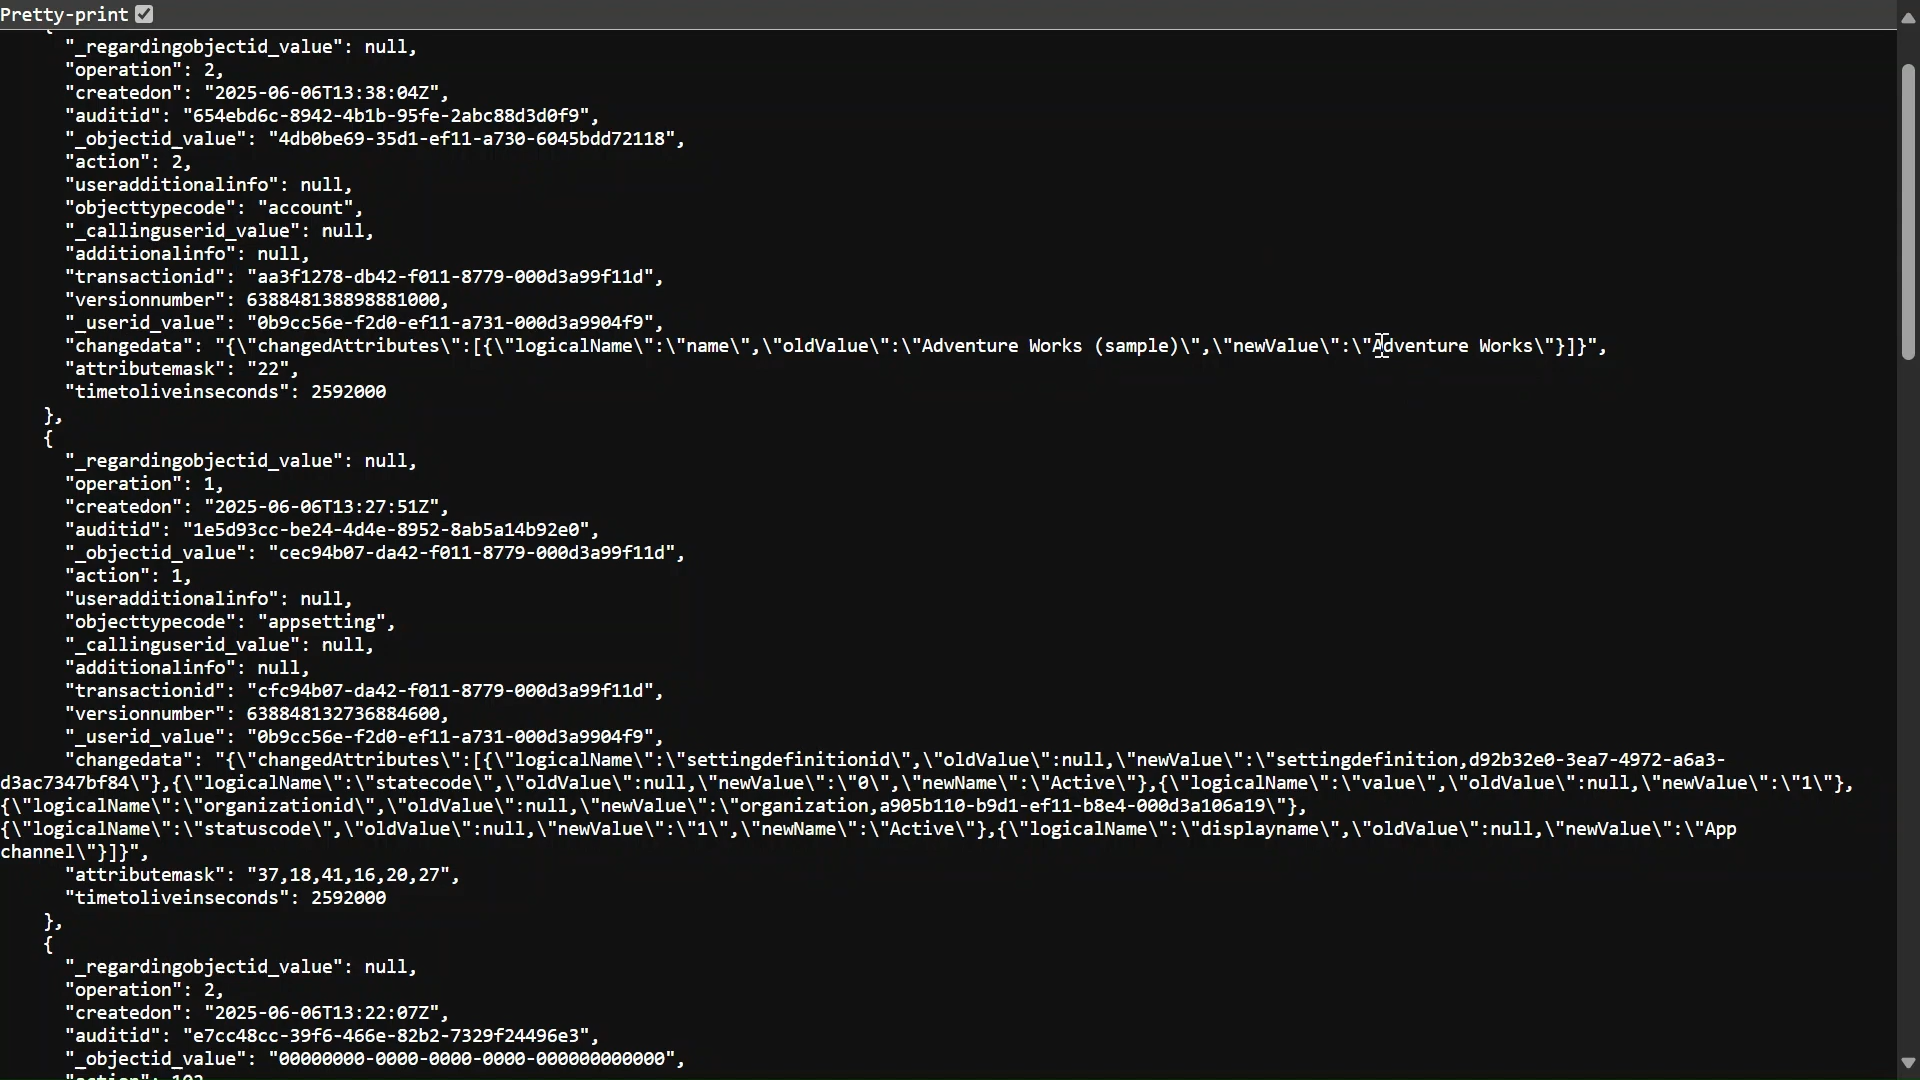 Pretty-print
{
"_regardingobjectid_value": null,
"operation": 2,
"createdon": "2025-06-06T13:38:04Z",
"auditid": "654ebd6c-8942-4b1b-95fe-2abc88d3d0f9",
"_objectid_value": "4db0be69-35d1-ef11-a730-6045bdd72118",
"action": 2,
"useradditionalinfo": null,
"objecttypecode": "account",
"_callinguserid_value": null,
"additionalinfo": null,
"transactionid": "aa3f1278-db42-f011-8779-000d3a99f11d",
"versionnumber": 638848138898881000,
"_userid_value": "0b9cc56e-f2d0-ef11-a731-000d3a9904f9",
"changedata": "{\"changedAttributes\":[{\"logicalName\":\"name\",\"oldValue\":\"Adventure Works (sample)\",\"newValue\":\"Adventure Works\"}]}",
"attributemask": "22",
"timetoliveinseconds": 2592000
},
{
"_regardingobjectid_value": null,
"operation": 1,
"createdon": "2025-06-06T13:27:51Z",
"auditid": "1e5d93cc-be24-4d4e-8952-8ab5a14b92e0",
"_objectid_value": "cec94b07-da42-f011-8779-000d3a99f11d",
"action": 1,
"useradditionalinfo": null,
"objecttypecode": "appsetting",
"_callinguserid_value": null,
"additionalinfo": null,
"transactionid": "cfc94b07-da42-f011-8779-000d3a99f11d",
"versionnumber": 638848132736884600,
"_userid_value": "0b9cc56e-f2d0-ef11-a731-000d3a9904f9",
"changedata": "{\"changedAttributes\":[{\"logicalName\":\"settingdefinitionid\",\"oldValue\":null,\"newValue\":\"settingdefinition,d92b32e0-3ea7-4972-a6a3-
d3ac7347bf84\"},{\"logicalName\":\"statecode\",\"oldValue\":null,\"newValue\":\"0\",\"newName\":\"Active\"},{\"logicalName\":\"value\",\"oldValue\":null,\"newValue\":\"1\"},
{\"logicalName\":\"organizationid\",\"oldValue\":null,\"newValue\":\"organization,a905b110-b9d1-ef11-b8e4-000d3a106a19\"},
{\"logicalName\":\"statuscode\",\"oldValue\":null,\"newValue\":\"1\",\"newName\":\"Active\"},{\"logicalName\":\"displayname\",\"oldValue\":null,\"newValue\":\"App
channel\"}]}",
"attributemask": "37,18,41,16,20,27",
"timetoliveinseconds": 2592000
},
{
"_regardingobjectid_value": null,
"operation": 2,
"createdon": "2025-06-06T13:22:07Z",
"auditid": "e7cc48cc-39f6-466e-82b2-7329f24496e3",
"_objectid_value": "00000000-0000-0000-0000-000000000000",